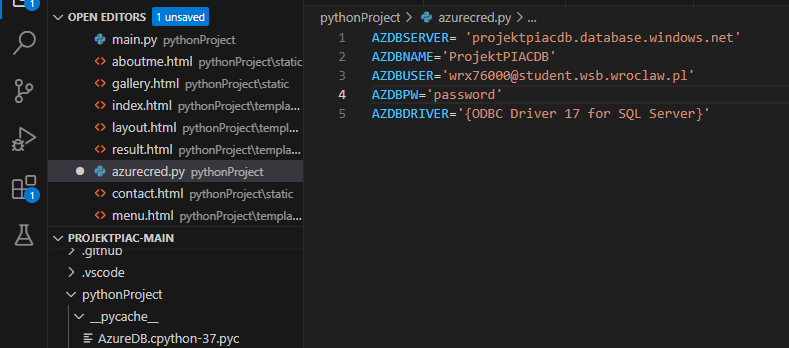 OPEN EDITORS 1 unsaved
main.py pythonProject
aboutme.html pythonProject\static
gallery.html pythonProject\static
index.html pythonProject\templa...
layout.html pythonProject\templa...
result.html pythonProject\templa...
azurecred.py pythonProject
contact.html pythonProject\static
menu.html pythonProject\templa...
PROJEKTPIAC-MAIN
.github
.vscode
pythonProject
__pycache__
AzureDB.cpython-37.pyc
1
1
pythonProject > azurecred.py > ...
1 AZDBSERVER= 'projektpiacdb.database.windows.net'
2 AZDBNAME='ProjektPIACDB'
3 AZDBUSER='wrx76000@student.wsb.wroclaw.pl'
4 AZDBPW='password'
5 AZDBDRIVER='{ODBC Driver 17 for SQL Server}'